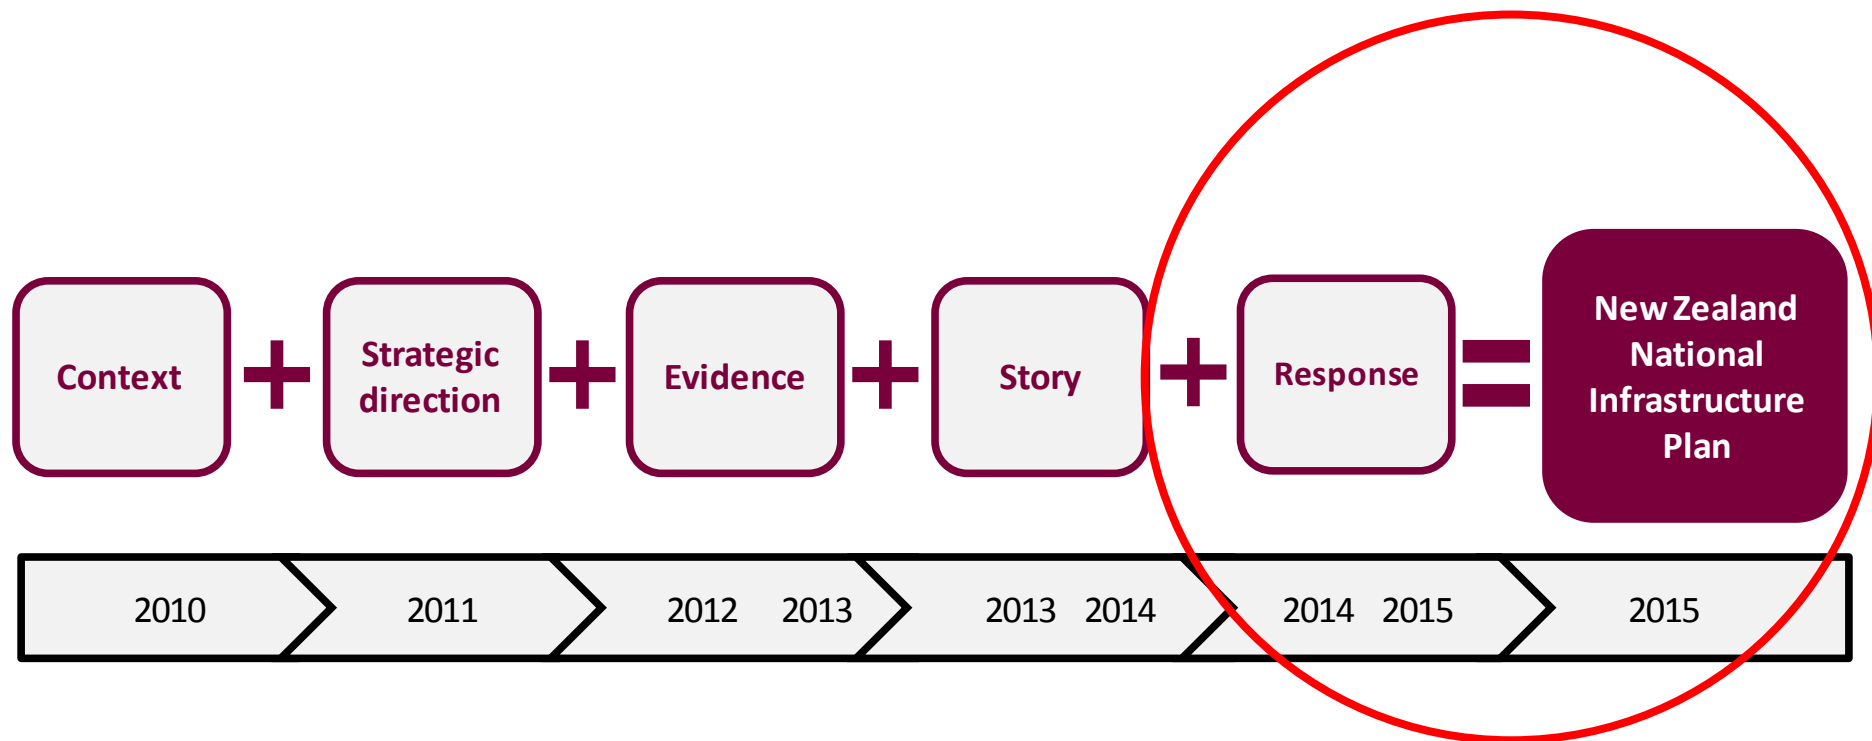 Context
+
Strategic
direction
+
Evidence
+
Story
+
Response
=
New Zealand
National
Infrastructure
Plan
2010
2011
2012 2013
2013 2014
2014 2015
2015